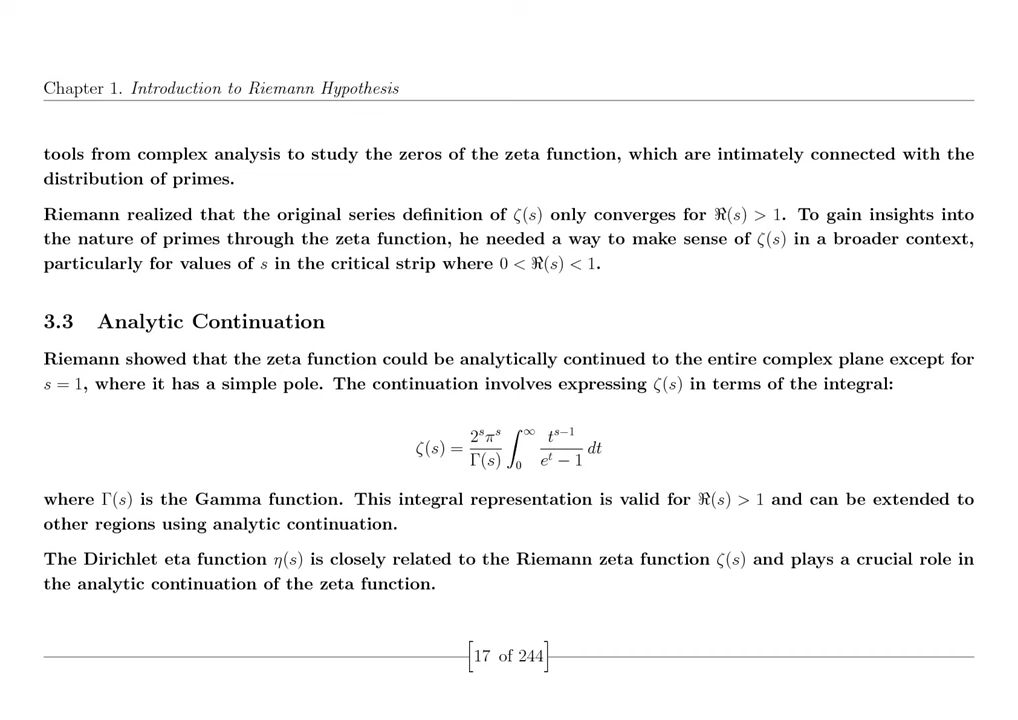 Chapter 1. Introduction to Riemann Hypothesis
tools from complex analysis to study the zeros of the zeta function, which are intimately connected with the
distribution of primes.
Riemann realized that the original series definition of ζ(s) only converges for ℜ(s) > 1. To gain insights into
the nature of primes through the zeta function, he needed a way to make sense of ζ(s) in a broader context,
particularly for values of s in the critical strip where 0 < ℜ(s) < 1.
3.3 Analytic Continuation
Riemann showed that the zeta function could be analytically continued to the entire complex plane except for
s = 1, where it has a simple pole. The continuation involves expressing ζ(s) in terms of the integral:
ζ(s) = \frac{2^s π^s}{Γ(s)} ∫_0^∞ \frac{t^{s−1}}{e^t − 1} dt
where Γ(s) is the Gamma function. This integral representation is valid for ℜ(s) > 1 and can be extended to
other regions using analytic continuation.
The Dirichlet eta function η(s) is closely related to the Riemann zeta function ζ(s) and plays a crucial role in
the analytic continuation of the zeta function.
[17 of 244]